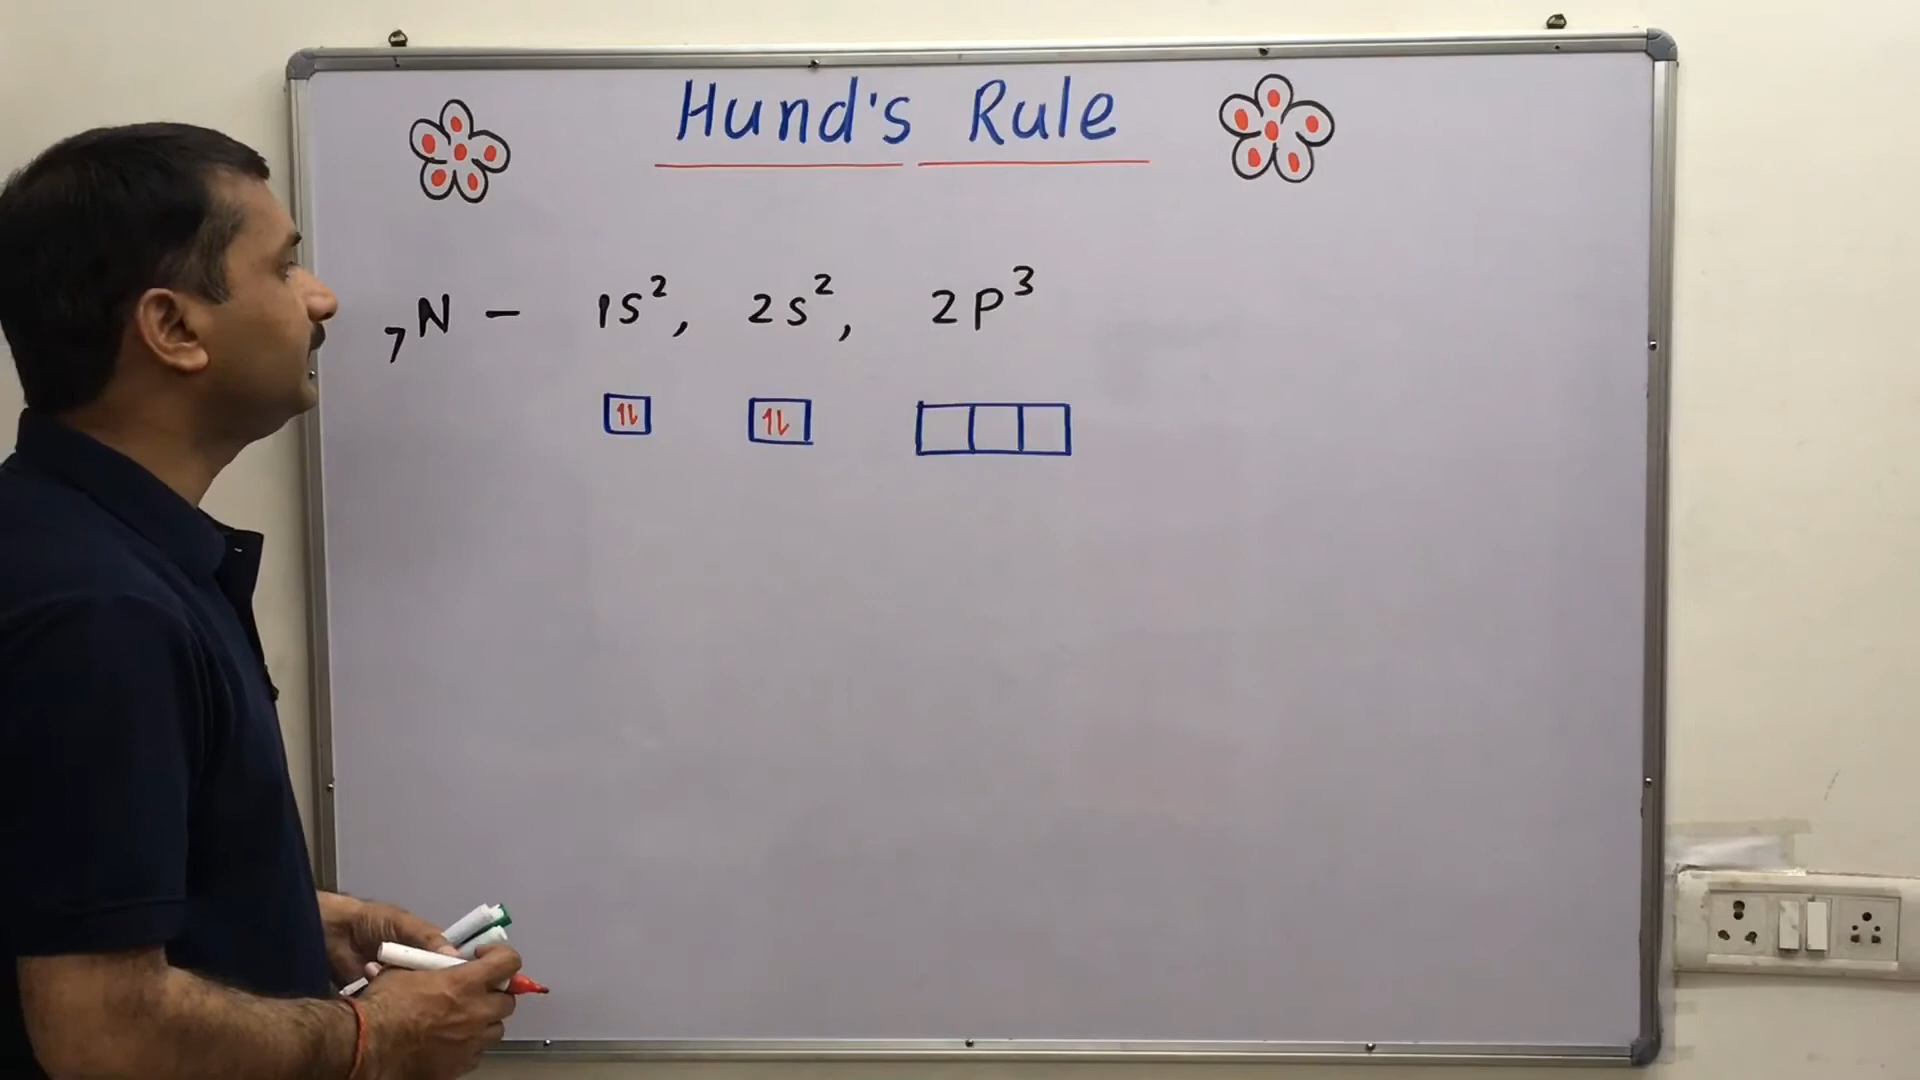 Hund's Rule
₇N – 1s², 2s², 2p³
↿⇂ ↿⇂